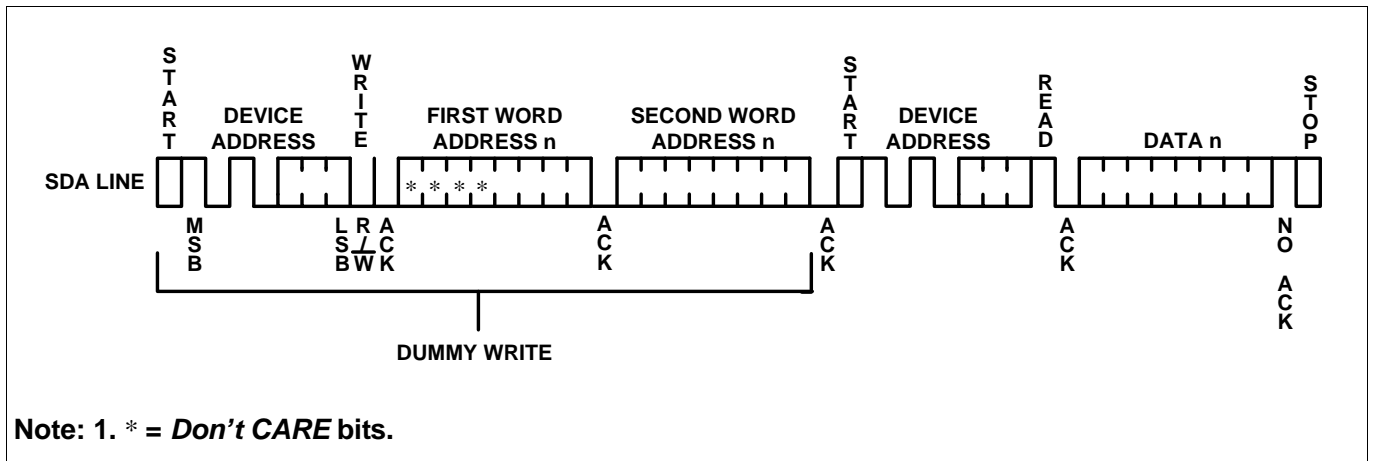 START
DEVICE ADDRESS
WRITE
FIRST WORD ADDRESS n
SECOND WORD ADDRESS n
START
DEVICE ADDRESS
READ
DATA n
STOP
SDA LINE
* * * *
MSB
LSB
R/W
ACK
ACK
ACK
ACK
NO ACK
DUMMY WRITE
Note: 1. * = Don't CARE bits.